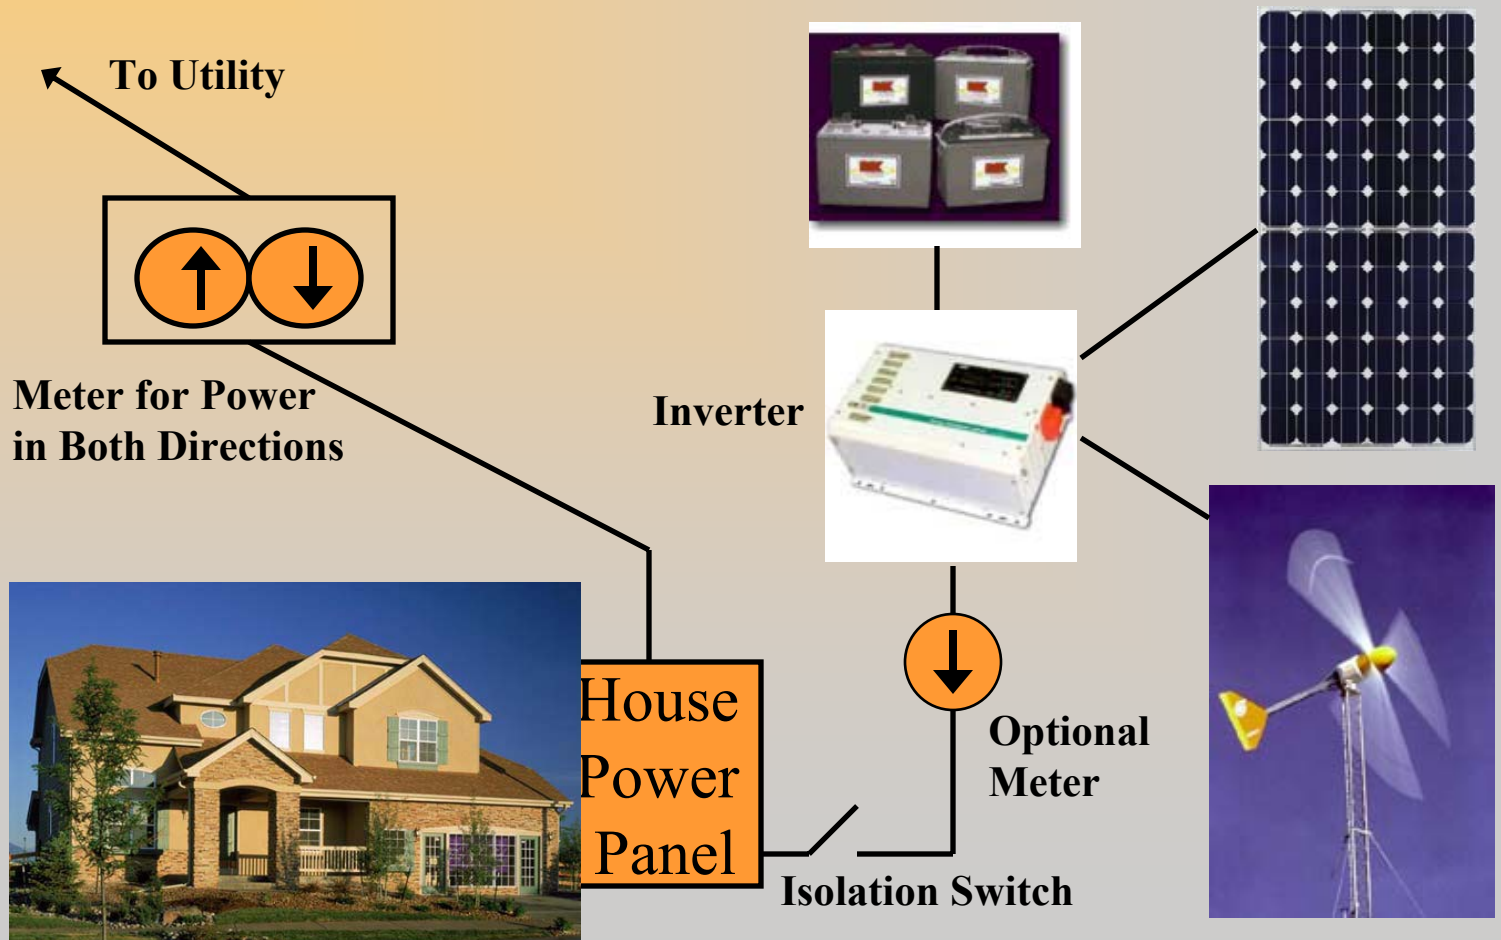 To Utility
Meter for Power
in Both Directions
Inverter
House
Power
Panel
Optional
Meter
Isolation Switch